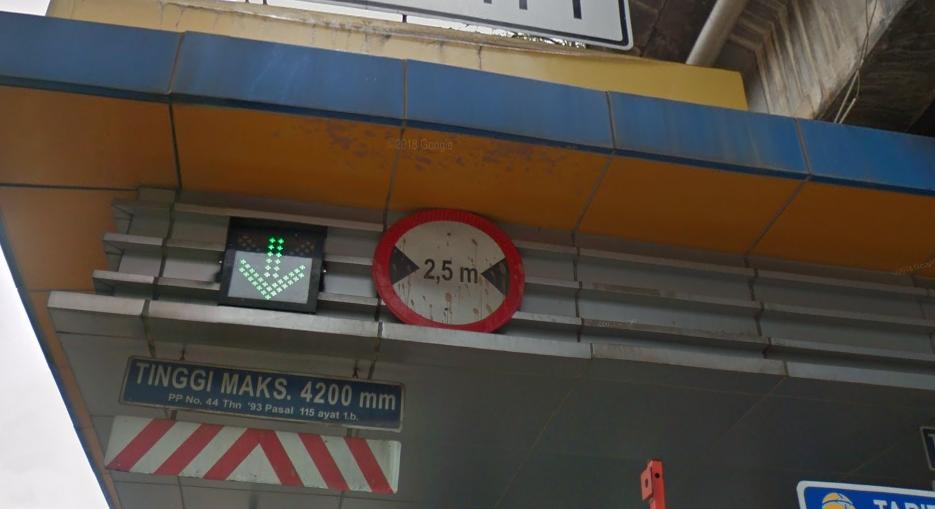 © 2018 Google
2,5 m
TINGGI MAKS. 4200 mm
PP No. 44 Thn '93 Pasal 115 ayat 1.b.